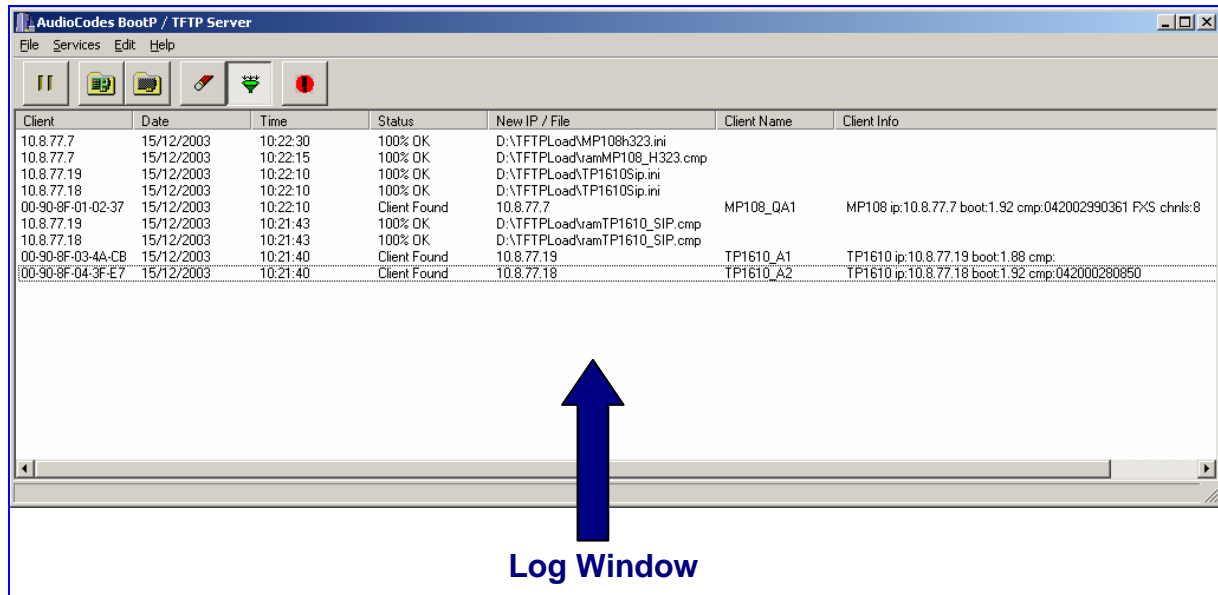 AudioCodes BootP / TFTP Server
File Services Edit Help
Client Date Time Status New IP / File Client Name Client Info
10.8.77.7 15/12/2003 10:22:30 100% OK D:\TFTPLoad\MP108h323.ini
10.8.77.7 15/12/2003 10:22:15 100% OK D:\TFTPLoad\ramMP108_H323.cmp
10.8.77.19 15/12/2003 10:22:10 100% OK D:\TFTPLoad\TP1610Sip.ini
10.8.77.18 15/12/2003 10:22:10 100% OK D:\TFTPLoad\TP1610Sip.ini
00-90-8F-01-02-37 15/12/2003 10:22:10 Client Found 10.8.77.7 MP108_QA1 MP108 ip:10.8.77.7 boot:1.92 cmp:042002990361 FXS chnls:8
10.8.77.19 15/12/2003 10:21:43 100% OK D:\TFTPLoad\ramTP1610_SIP.cmp
10.8.77.18 15/12/2003 10:21:43 100% OK D:\TFTPLoad\ramTP1610_SIP.cmp
00-90-8F-03-4A-CB 15/12/2003 10:21:40 Client Found 10.8.77.19 TP1610_A1 TP1610 ip:10.8.77.19 boot:1.88 cmp:
00-90-8F-04-3F-E7 15/12/2003 10:21:40 Client Found 10.8.77.18 TP1610_A2 TP1610 ip:10.8.77.18 boot:1.92 cmp:042000280850
Log Window